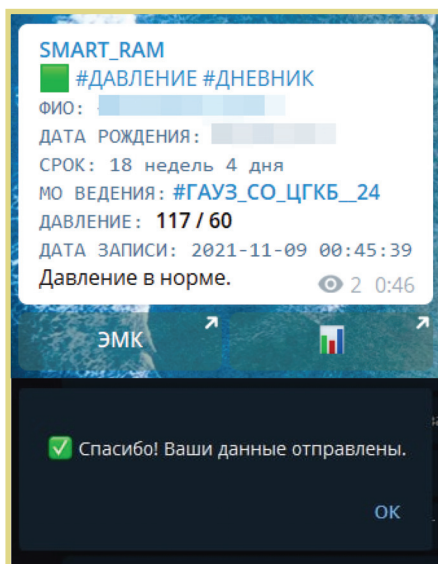 SMART_RAM
#ДАВЛЕНИЕ #ДНЕВНИК
ФИО:
ДАТА РОЖДЕНИЯ:
СРОК: 18 недель 4 дня
МО ВЕДЕНИЯ: #ГАУЗ_СО_ЦГКБ__24
ДАВЛЕНИЕ: 117 / 60
ДАТА ЗАПИСИ: 2021-11-09 00:45:39
Давление в норме. 2 0:46
ЭМК
Спасибо! Ваши данные отправлены.
ОК